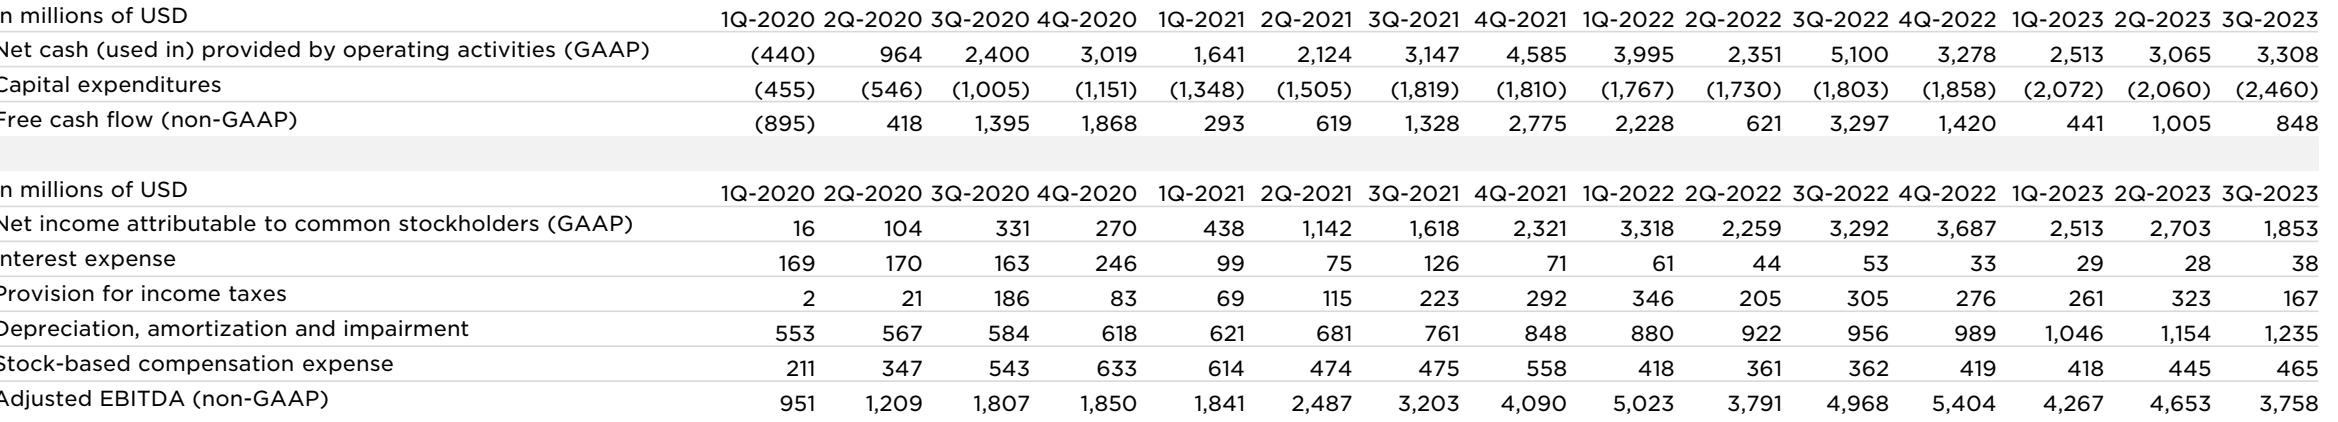 n millions of USD 1Q-2020 2Q-2020 3Q-2020 4Q-2020 1Q-2021 2Q-2021 3Q-2021 4Q-2021 1Q-2022 2Q-2022 3Q-2022 4Q-2022 1Q-2023 2Q-2023 3Q-2023
Net cash (used in) provided by operating activities (GAAP) (440) 964 2,400 3,019 1,641 2,124 3,147 4,585 3,995 2,351 5,100 3,278 2,513 3,065 3,308
Capital expenditures (455) (546) (1,005) (1,151) (1,348) (1,505) (1,819) (1,810) (1,767) (1,730) (1,803) (1,858) (2,072) (2,060) (2,460)
Free cash flow (non-GAAP) (895) 418 1,395 1,868 293 619 1,328 2,775 2,228 621 3,297 1,420 441 1,005 848
n millions of USD 1Q-2020 2Q-2020 3Q-2020 4Q-2020 1Q-2021 2Q-2021 3Q-2021 4Q-2021 1Q-2022 2Q-2022 3Q-2022 4Q-2022 1Q-2023 2Q-2023 3Q-2023
Net income attributable to common stockholders (GAAP) 16 104 331 270 438 1,142 1,618 2,321 3,318 2,259 3,292 3,687 2,513 2,703 1,853
nterest expense 169 170 163 246 99 75 126 71 61 44 53 33 29 28 38
Provision for income taxes 2 21 186 83 69 115 223 292 346 205 305 276 261 323 167
Depreciation, amortization and impairment 553 567 584 618 621 681 761 848 880 922 956 989 1,046 1,154 1,235
Stock-based compensation expense 211 347 543 633 614 474 475 558 418 361 362 419 418 445 465
Adjusted EBITDA (non-GAAP) 951 1,209 1,807 1,850 1,841 2,487 3,203 4,090 5,023 3,791 4,968 5,404 4,267 4,653 3,758